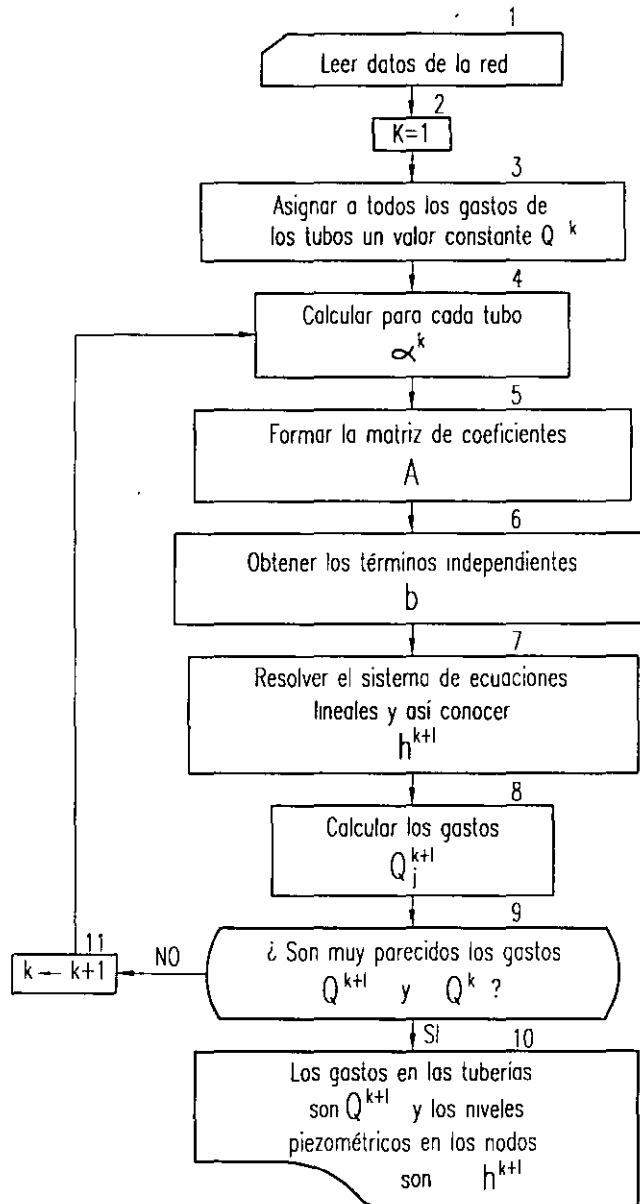 1
Leer datos de la red
2
K=1
3
Asignar a todos los gastos de
los tubos un valor constante Q^k
4
Calcular para cada tubo
α^k
5
Formar la matriz de coeficientes
A
6
Obtener los términos independientes
b
7
Resolver el sistema de ecuaciones
lineales y así conocer
h^{k+1}
8
Calcular los gastos
Q_j^{k+1}
9
¿ Son muy parecidos los gastos
Q^{k+1} y Q^k ?
NO
11
k ← k+1
SI
10
Los gastos en las tuberías
son Q^{k+1} y los niveles
piezométricos en los nodos
son h^{k+1}